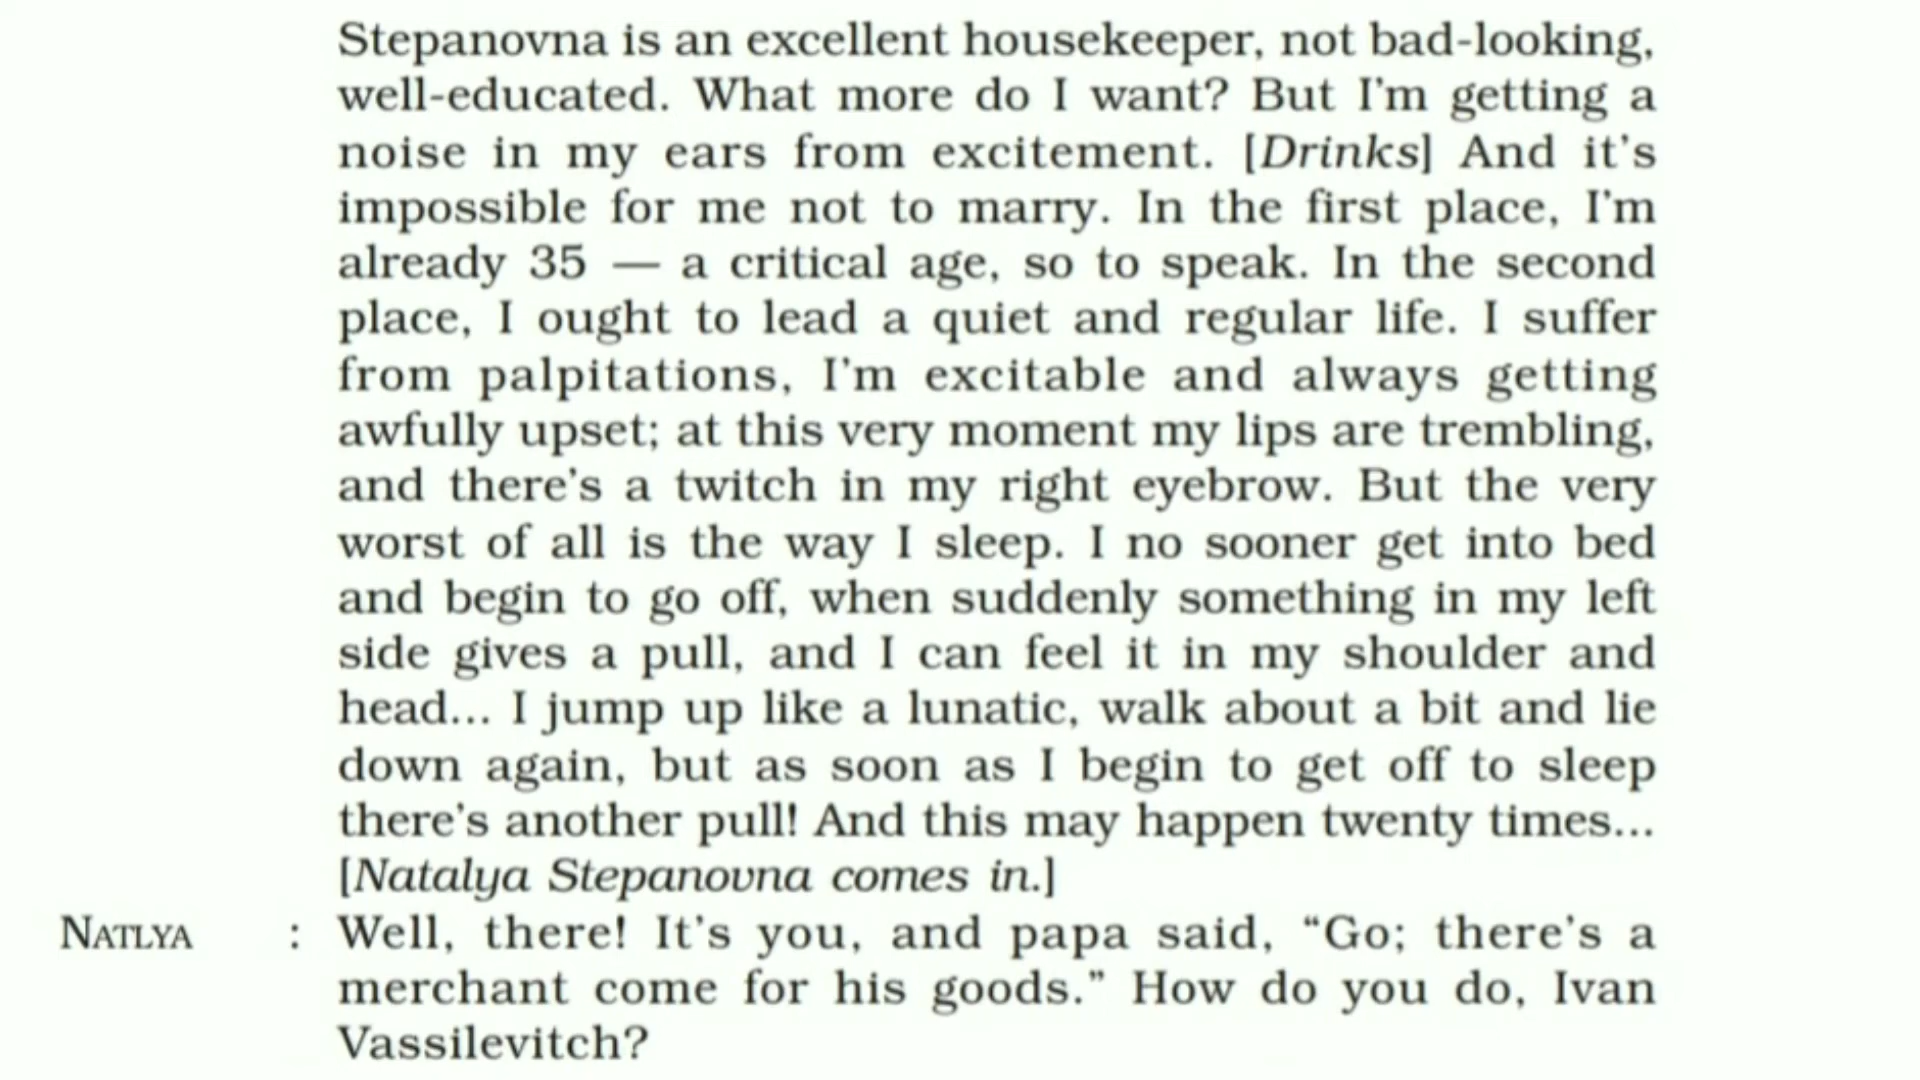 Stepanovna is an excellent housekeeper, not bad-looking,
well-educated. What more do I want? But I'm getting a
noise in my ears from excitement. [Drinks] And it's
impossible for me not to marry. In the first place, I'm
already 35 — a critical age, so to speak. In the second
place, I ought to lead a quiet and regular life. I suffer
from palpitations, I'm excitable and always getting
awfully upset; at this very moment my lips are trembling,
and there's a twitch in my right eyebrow. But the very
worst of all is the way I sleep. I no sooner get into bed
and begin to go off, when suddenly something in my left
side gives a pull, and I can feel it in my shoulder and
head... I jump up like a lunatic, walk about a bit and lie
down again, but as soon as I begin to get off to sleep
there's another pull! And this may happen twenty times...
[Natalya Stepanovna comes in.]
NATLYA : Well, there! It's you, and papa said, “Go; there's a
merchant come for his goods.” How do you do, Ivan
Vassilevitch?